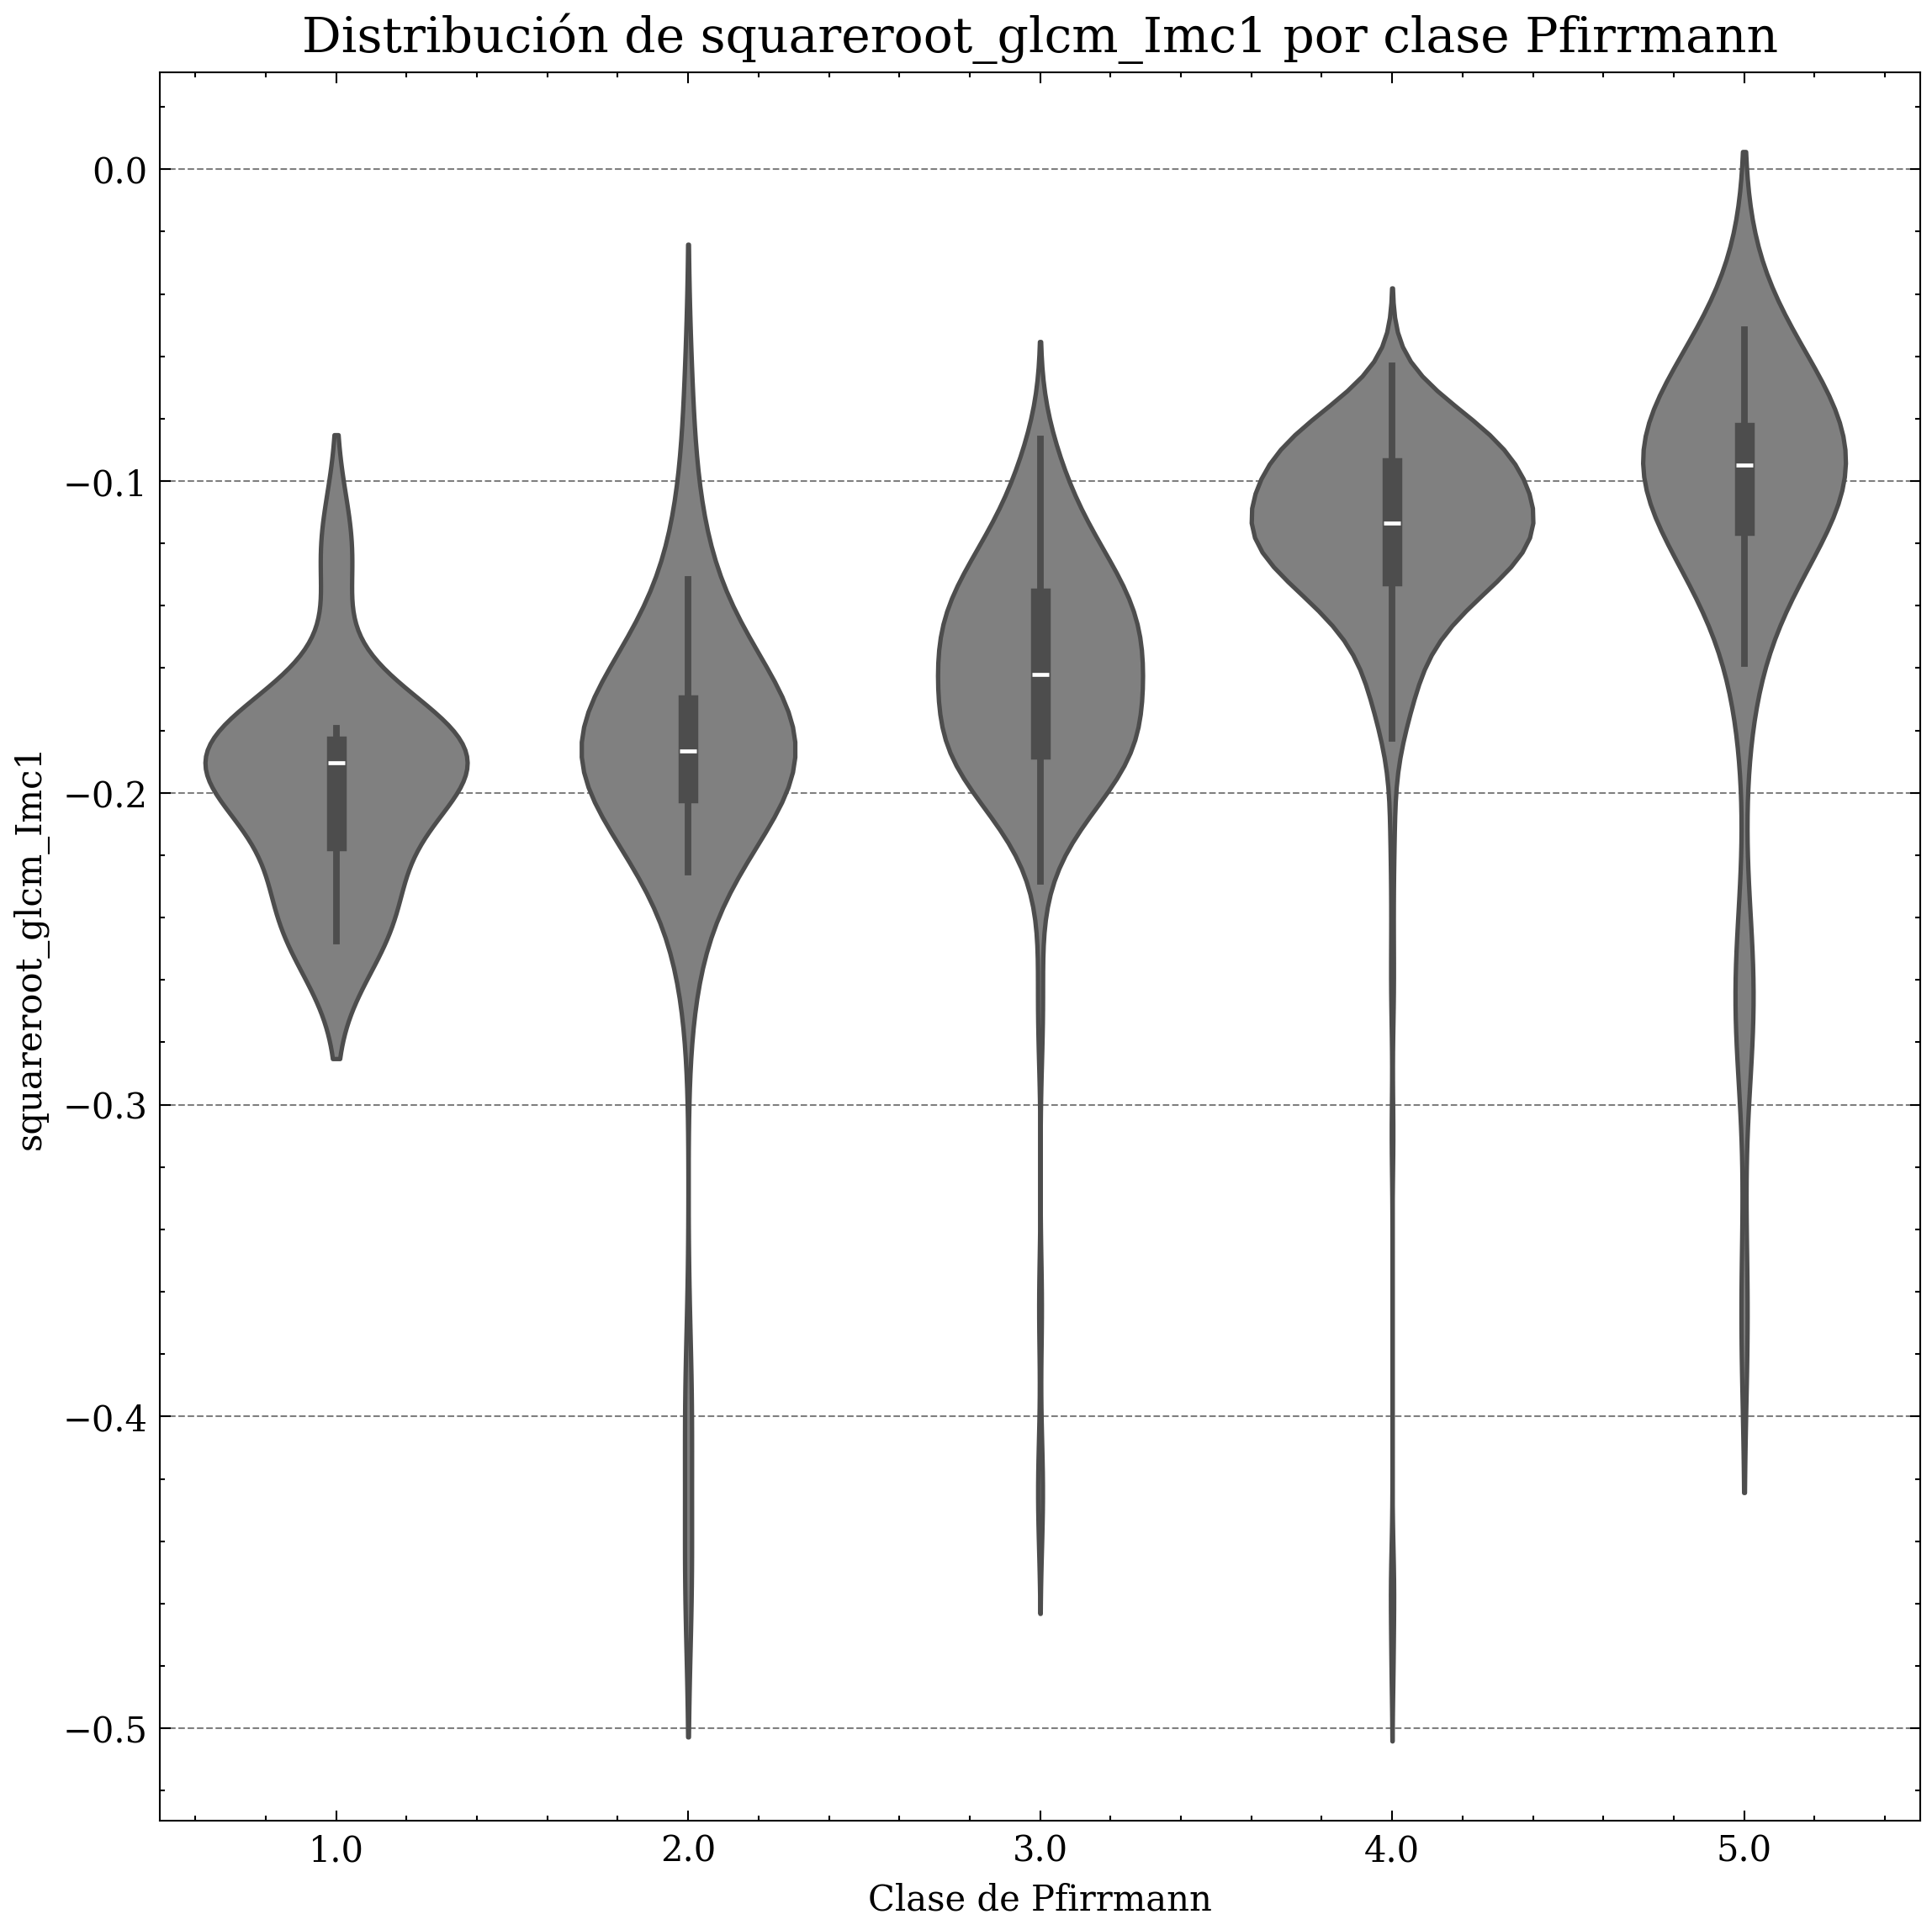 Distribución de squareroot_glcm_Imc1 por clase Pfirrmann
squareroot_glcm_Imc1
0.0
−0.1
−0.2
−0.3
−0.4
−0.5
1.0 2.0 3.0 4.0 5.0
Clase de Pfirrmann